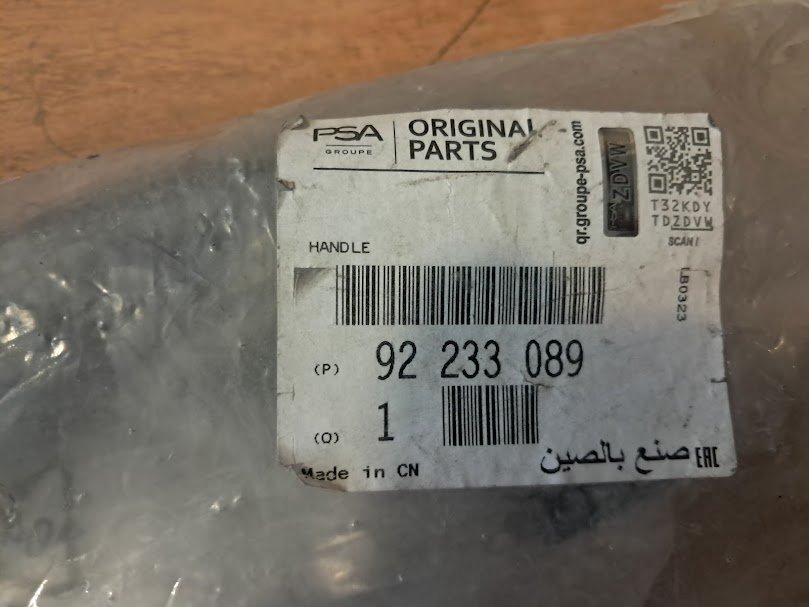 PSA
GROUPE
ORIGINAL
PARTS
qr.groupe-psa.com
ZDVW
T32KDY
TDZDVW
SCAN !
HANDLE
LB0323
(P) 92 233 089
(Q) 1
Made in CN
صنع بالصين
EAC